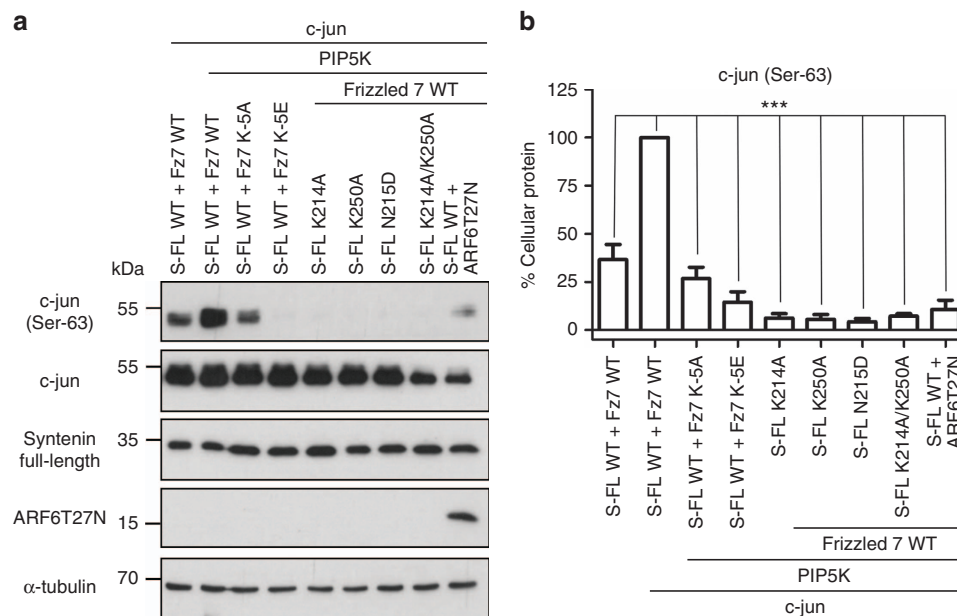 a
c-jun
PIP5K
Frizzled 7 WT
S-FL WT + Fz7 WT
S-FL WT + Fz7 WT
S-FL WT + Fz7 K-5A
S-FL WT + Fz7 K-5E
S-FL K214A
S-FL K250A
S-FL N215D
S-FL K214A/K250A
S-FL WT +
ARF6T27N
kDa
c-jun
(Ser-63)
55
c-jun
55
Syntenin
full-length
35
ARF6T27N
15
α-tubulin
70
b
c-jun (Ser-63)
***
% Cellular protein
125
100
75
50
25
0
S-FL WT + Fz7 WT
S-FL WT + Fz7 WT
S-FL WT + Fz7 K-5A
S-FL WT + Fz7 K-5E
S-FL K214A
S-FL K250A
S-FL N215D
S-FL K214A/K250A
S-FL WT +
ARF6T27N
Frizzled 7 WT
PIP5K
c-jun